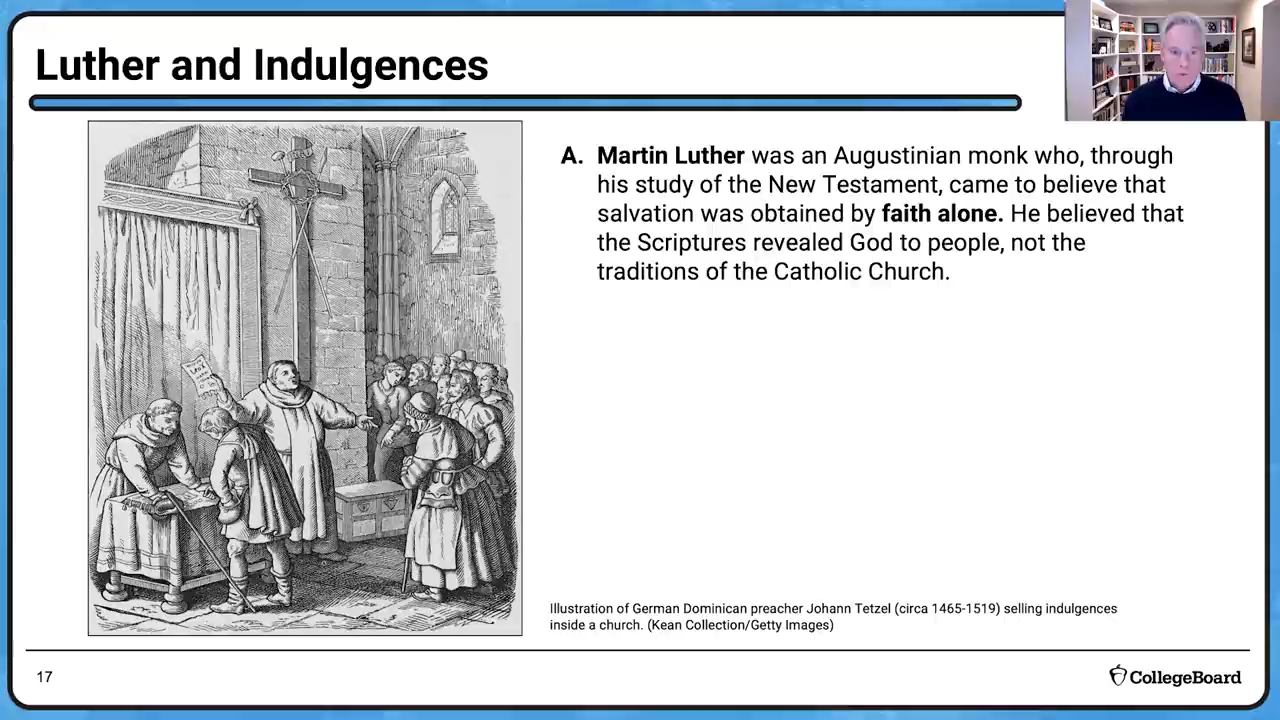 Luther and Indulgences
A. Martin Luther was an Augustinian monk who, through
his study of the New Testament, came to believe that
salvation was obtained by faith alone. He believed that
the Scriptures revealed God to people, not the
traditions of the Catholic Church.
Illustration of German Dominican preacher Johann Tetzel (circa 1465-1519) selling indulgences
inside a church. (Kean Collection/Getty Images)
17
CollegeBoard